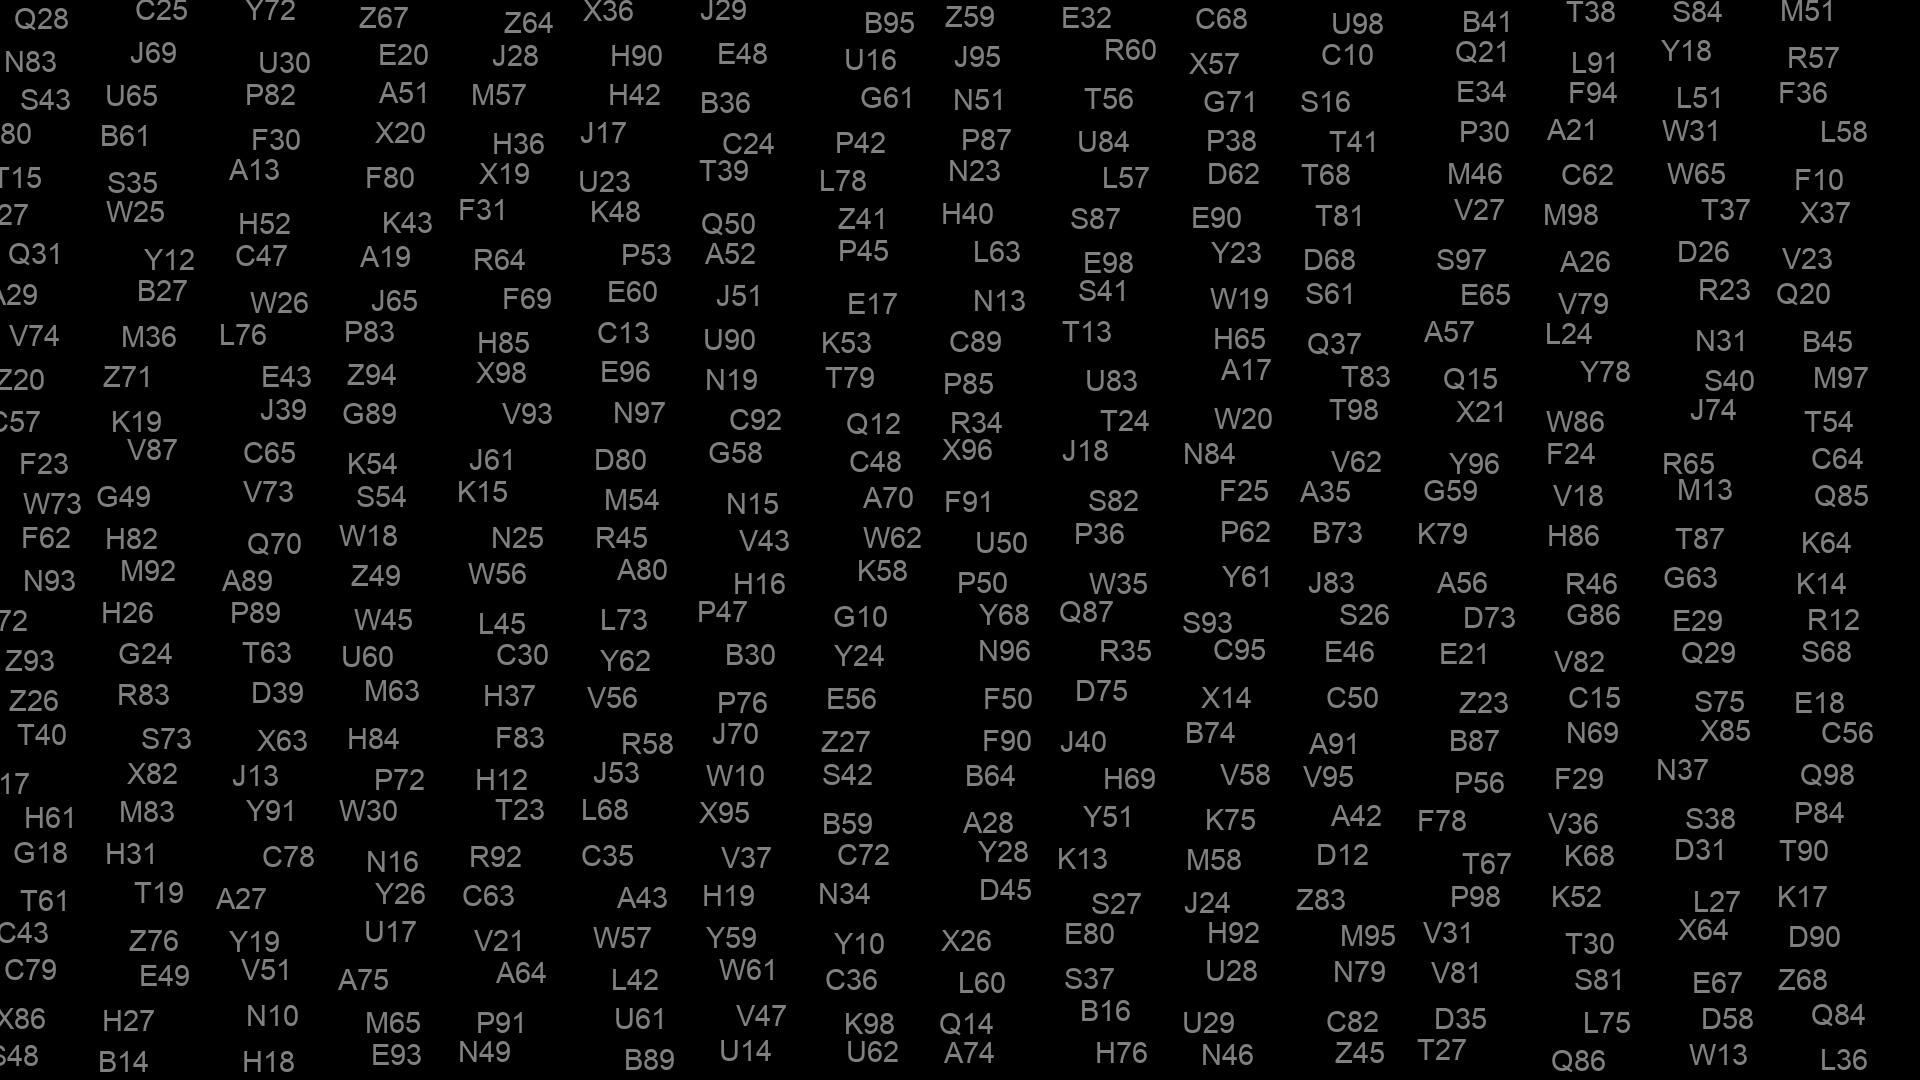 Q28 C25 Y72 Z67 Z64 X36 J29 B95 Z59 E32 C68 U98 B41 T38 S84 M51
N83 J69 U30 E20 J28 H90 E48 U16 J95 R60 X57 C10 Q21 L91 Y18 R57
S43 U65 P82 A51 M57 H42 B36 G61 N51 T56 G71 S16 E34 F94 L51 F36
80 B61 F30 X20 H36 J17 C24 P42 P87 U84 P38 T41 P30 A21 W31 L58
T15 S35 A13 F80 X19 U23 T39 L78 N23 L57 D62 T68 M46 C62 W65 F10
27 W25 H52 K43 F31 K48 Q50 Z41 H40 S87 E90 T81 V27 M98 T37 X37
Q31 Y12 C47 A19 R64 P53 A52 P45 L63 E98 Y23 D68 S97 A26 D26 V23
A29 B27 W26 J65 F69 E60 J51 E17 N13 S41 W19 S61 E65 V79 R23 Q20
V74 M36 L76 P83 H85 C13 U90 K53 C89 T13 H65 Q37 A57 L24 N31 B45
Z20 Z71 E43 Z94 X98 E96 N19 T79 P85 U83 A17 T83 Q15 Y78 S40 M97
C57 K19 J39 G89 V93 N97 C92 Q12 R34 T24 W20 T98 X21 W86 J74 T54
F23 V87 C65 K54 J61 D80 G58 C48 X96 J18 N84 V62 Y96 F24 R65 C64
W73 G49 V73 S54 K15 M54 N15 A70 F91 S82 F25 A35 G59 V18 M13 Q85
F62 H82 Q70 W18 N25 R45 V43 W62 U50 P36 P62 B73 K79 H86 T87 K64
N93 M92 A89 Z49 W56 A80 H16 K58 P50 W35 Y61 J83 A56 R46 G63 K14
72 H26 P89 W45 L45 L73 P47 G10 Y68 Q87 S93 S26 D73 G86 E29 R12
Z93 G24 T63 U60 C30 Y62 B30 Y24 N96 R35 C95 E46 E21 V82 Q29 S68
Z26 R83 D39 M63 H37 V56 P76 E56 F50 D75 X14 C50 Z23 C15 S75 E18
T40 S73 X63 H84 F83 R58 J70 Z27 F90 J40 B74 A91 B87 N69 X85 C56
17 X82 J13 P72 H12 J53 W10 S42 B64 H69 V58 V95 P56 F29 N37 Q98
H61 M83 Y91 W30 T23 L68 X95 B59 A28 Y51 K75 A42 F78 V36 S38 P84
G18 H31 C78 N16 R92 C35 V37 C72 Y28 K13 M58 D12 T67 K68 D31 T90
T61 T19 A27 Y26 C63 A43 H19 N34 D45 S27 J24 Z83 P98 K52 L27 K17
C43 Z76 Y19 U17 V21 W57 Y59 Y10 X26 E80 H92 M95 V31 T30 X64 D90
C79 E49 V51 A75 A64 L42 W61 C36 L60 S37 U28 N79 V81 S81 E67 Z68
X86 H27 N10 M65 P91 U61 V47 K98 Q14 B16 U29 C82 D35 L75 D58 Q84
S48 B14 H18 E93 N49 B89 U14 U62 A74 H76 N46 Z45 T27 Q86 W13 L36